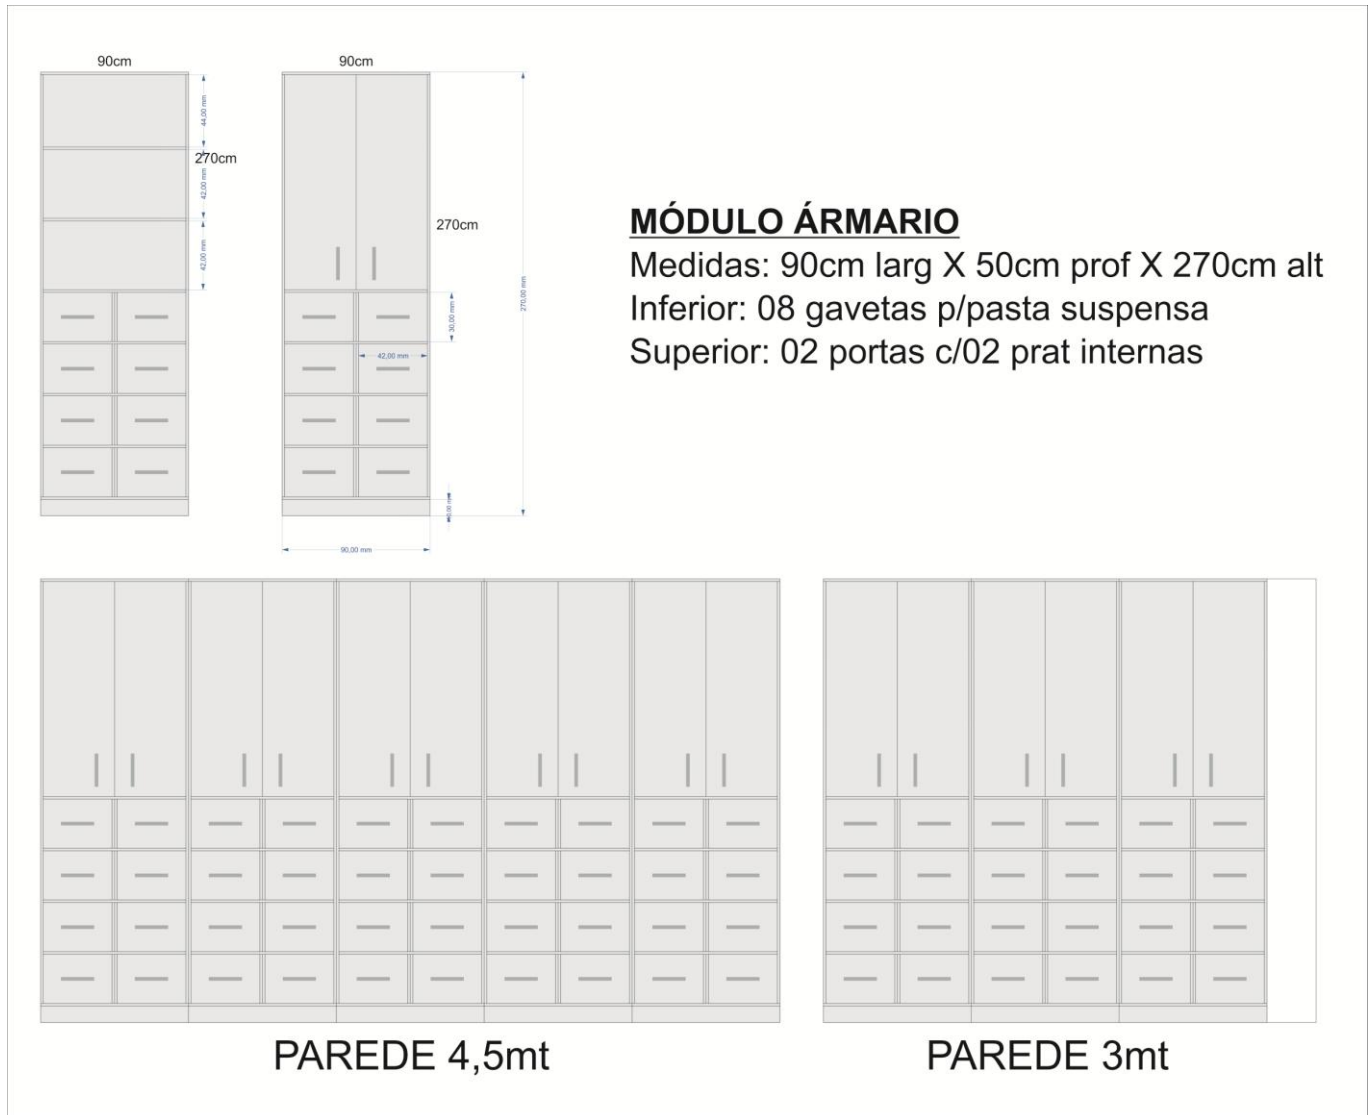 90cm
90cm
44,00 mm
270cm
42,00 mm
42,00 mm
270cm
270,00 mm
30,00 mm
42,00 mm
90,00 mm
MÓDULO ÁRMARIO
Medidas: 90cm larg X 50cm prof X 270cm alt
Inferior: 08 gavetas p/pasta suspensa
Superior: 02 portas c/02 prat internas
PAREDE 4,5mt
PAREDE 3mt